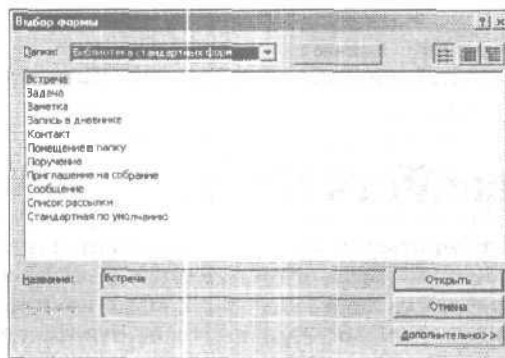 Выбор формы
Папки: Библиотека стандартных форм
Встреча
Задача
Заметка
Запись в дневнике
Контакт
Помещение в папку
Поручение
Приглашение на собрание
Сообщение
Список рассылки
Стандартная по умолчанию
Название: Встреча
Открыть
Отмена
Дополнительно>>